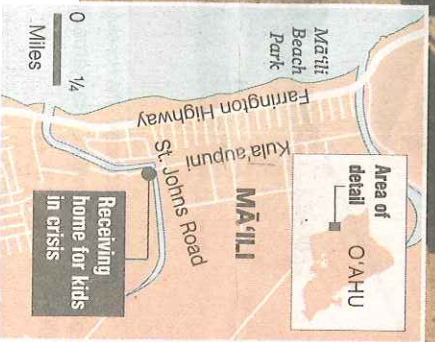 Mā'ili
Beach
Park
Area of
detail
O'AHU
Farrington Highway
Kula'aupuni
MĀ'ILI
St. Johns Road
0 1/4
Miles
Receiving
home for kids
in crisis